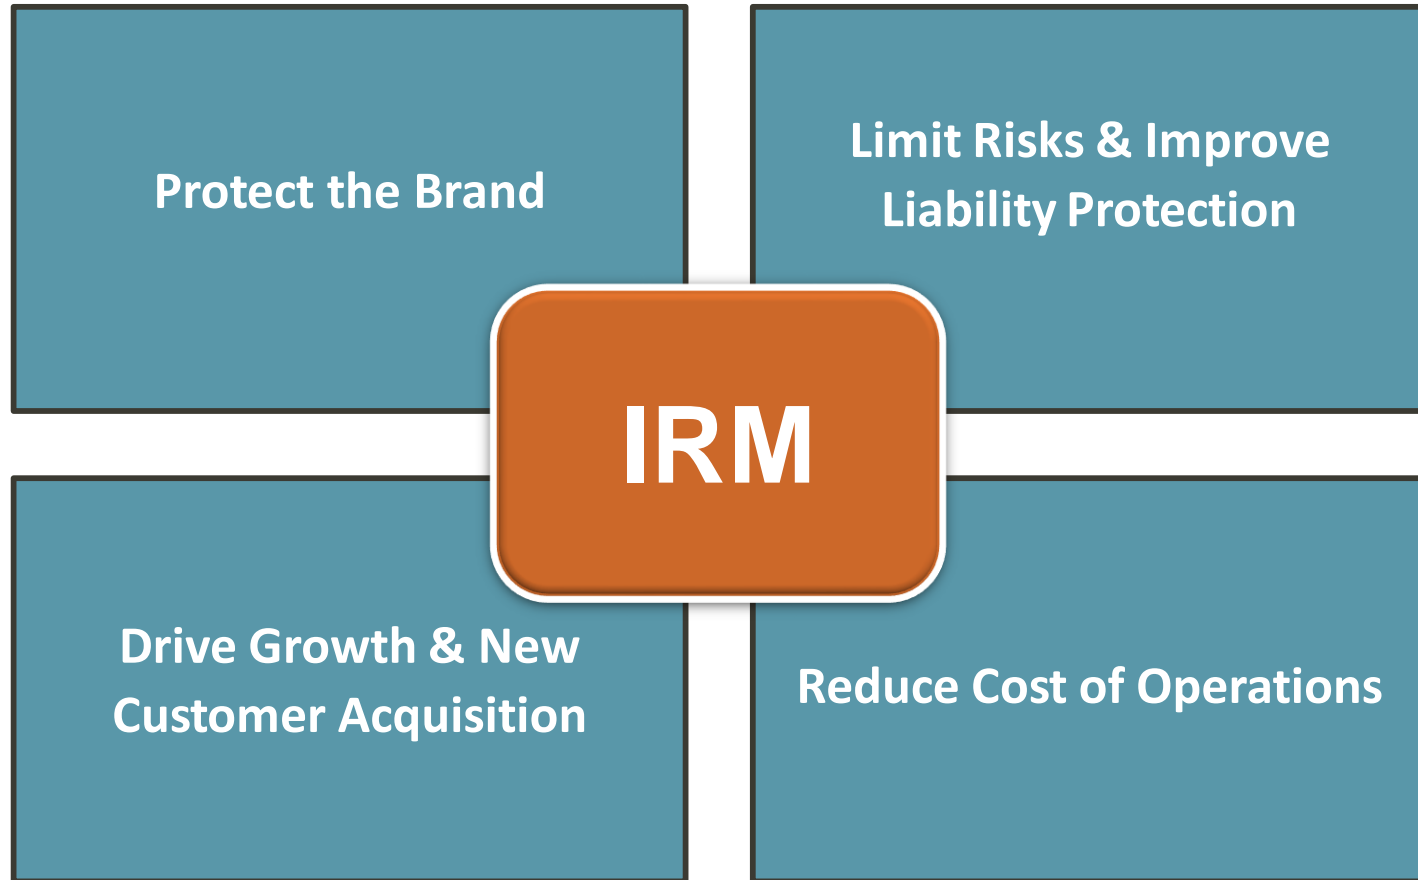 Protect the Brand
Limit Risks & Improve
Liability Protection
IRM
Drive Growth & New
Customer Acquisition
Reduce Cost of Operations